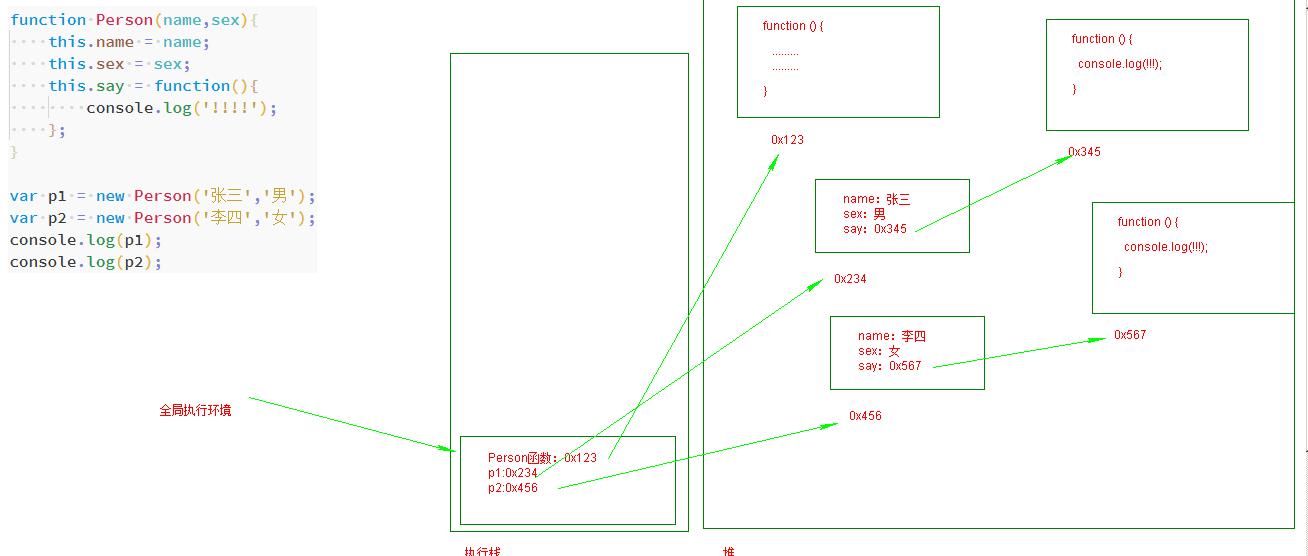 function Person(name,sex){
this.name = name;
this.sex = sex;
this.say = function(){
console.log('!!!!');
};
}
var p1 = new Person('张三','男');
var p2 = new Person('李四','女');
console.log(p1);
console.log(p2);
全局执行环境
Person函数：0x123
p1:0x234
p2:0x456
执行栈
function () {
.........
.........
}
0x123
function () {
console.log(!!!);
}
0x345
name：张三
sex：男
say：0x345
0x234
function () {
console.log(!!!);
}
0x567
name：李四
sex：女
say：0x567
0x456
堆